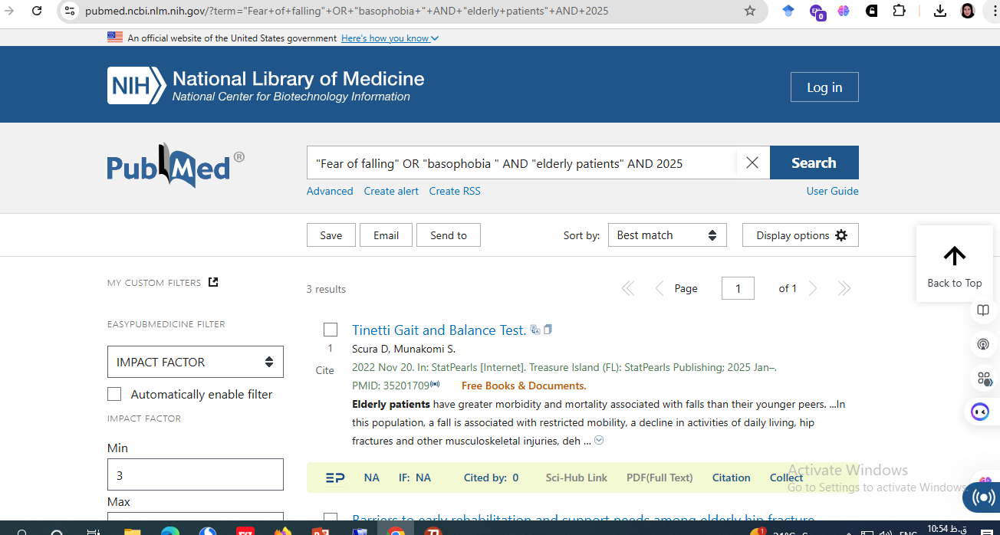 pubmed.ncbi.nlm.nih.gov/?term="Fear+of+falling"+OR+"basophobia+"+AND+"elderly+patients"+AND+2025
An official website of the United States government Here's how you know
NIH National Library of Medicine
National Center for Biotechnology Information
Log in
PubMed®
"Fear of falling" OR "basophobia " AND "elderly patients" AND 2025
Search
Advanced Create alert Create RSS User Guide
Save Email Send to Sort by: Best match Display options
Back to Top
MY CUSTOM FILTERS
3 results Page 1 of 1
EASYPUBMEDICINE FILTER
IMPACT FACTOR
Automatically enable filter
IMPACT FACTOR
Min
3
Max
Tinetti Gait and Balance Test.
1 Scura D, Munakomi S.
Cite 2022 Nov 20. In: StatPearls [Internet]. Treasure Island (FL): StatPearls Publishing; 2025 Jan–.
PMID: 35201709 Free Books & Documents.
Elderly patients have greater morbidity and mortality associated with falls than their younger peers. ...In
this population, a fall is associated with restricted mobility, a decline in activities of daily living, hip
fractures and other musculoskeletal injuries, deh ...
EP NA IF: NA Cited by: 0 Sci-Hub Link PDF(Full Text) Citation Collect
Activate Windows
Go to Settings to activate Windows.
Barriers to early rehabilitation and support needs among elderly hip fracture
10:54 ق.ظ